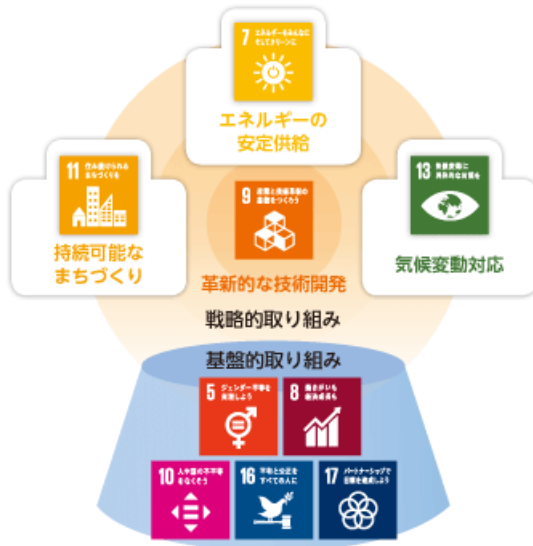 7 エネルギーをみんなに
そしてクリーンに
エネルギーの
安定供給
11 住み続けられる
まちづくりを
持続可能な
まちづくり
9 産業と技術革新の
基盤をつくろう
革新的な技術開発
13 気候変動に
具体的な対策を
気候変動対応
戦略的取り組み
基盤的取り組み
5 ジェンダー平等を
実現しよう
8 働きがいも
経済成長も
10 人や国の不平等
をなくそう
16 平和と公正を
すべての人に
17 パートナーシップで
目標を達成しよう